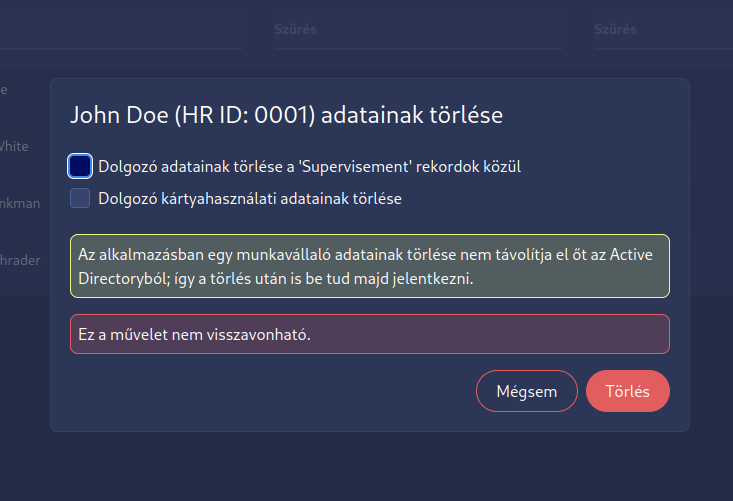 Szűrés
Szűrés
e
White
nkman
hrader
John Doe (HR ID: 0001) adatainak törlése
Dolgozó adatainak törlése a 'Supervisement' rekordok közül
Dolgozó kártyahasználati adatainak törlése
Az alkalmazásban egy munkavállaló adatainak törlése nem távolítja el őt az Active
Directoryból; így a törlés után is be tud majd jelentkezni.
Ez a művelet nem visszavonható.
Mégsem
Törlés